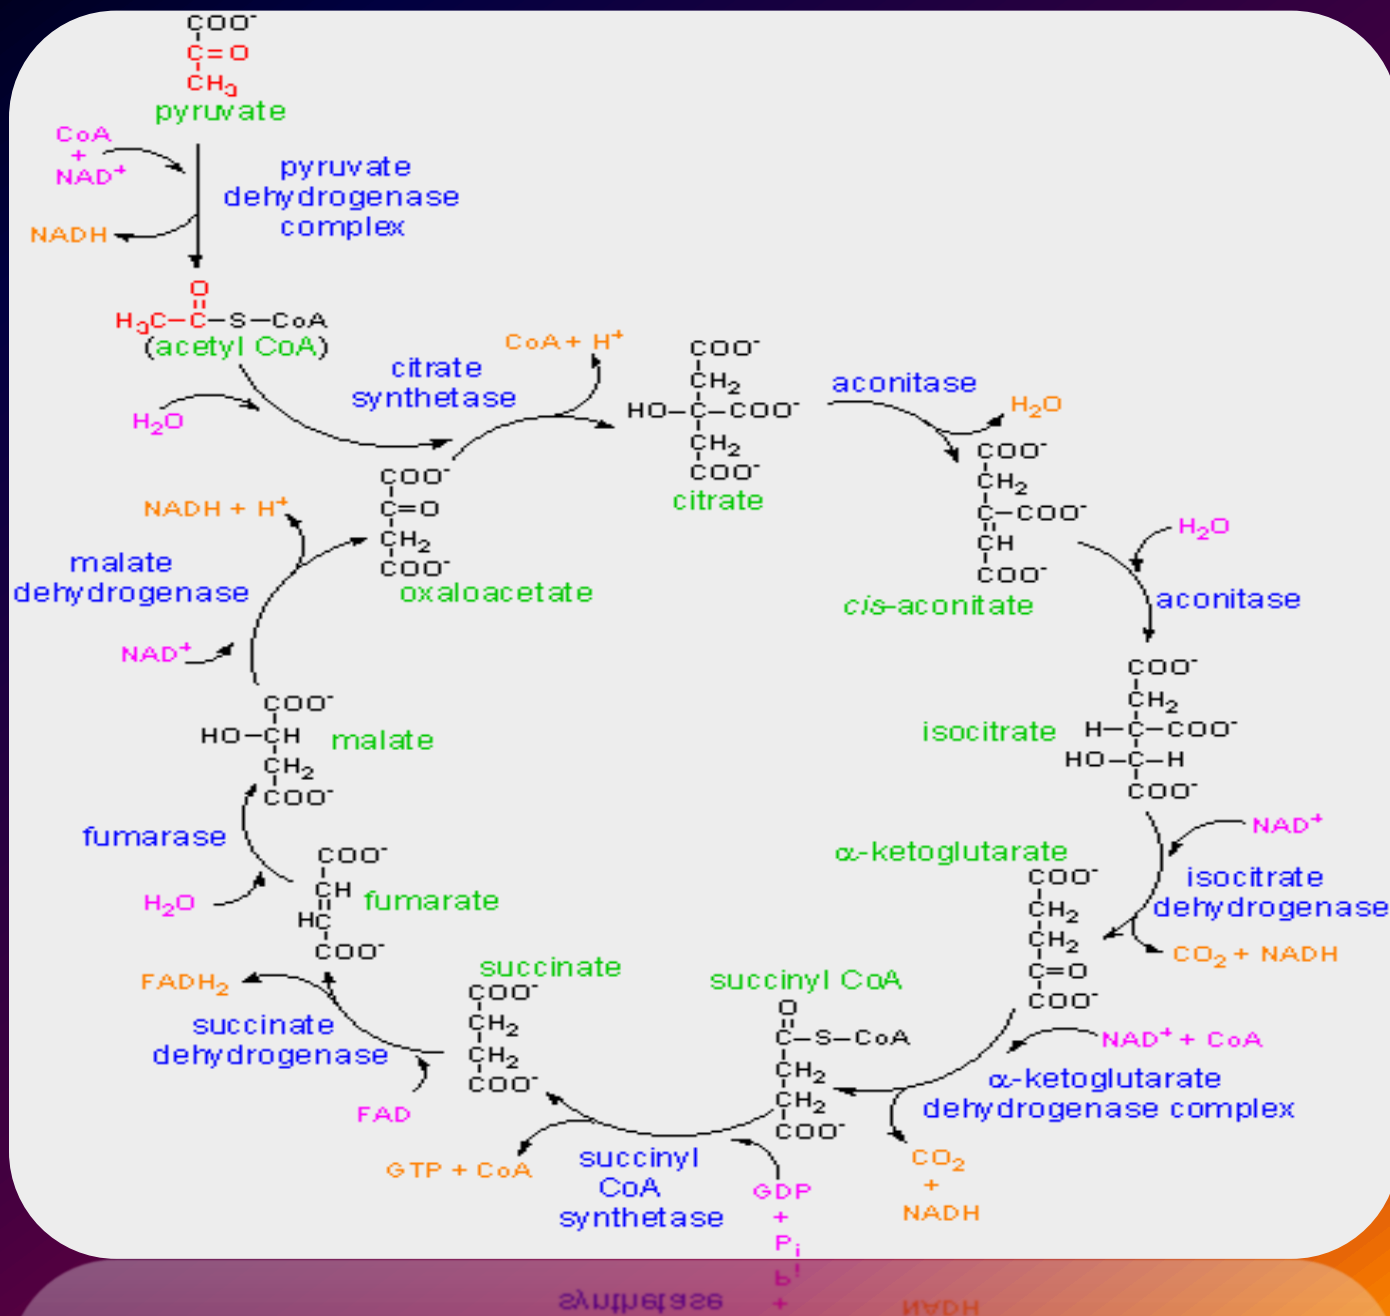 COO⁻
C=O
CH₃
pyruvate
CoA
+
NAD⁺
NADH
pyruvate
dehydrogenase
complex
O
H₃C–C–S–CoA
(acetyl CoA)
H₂O
citrate
synthetase
CoA + H⁺
COO⁻
CH₂
HO–C–COO⁻
CH₂
COO⁻
citrate
aconitase
H₂O
COO⁻
CH₂
C–COO⁻
CH
COO⁻
cis-aconitate
H₂O
aconitase
COO⁻
CH₂
H–C–COO⁻
HO–C–H
COO⁻
isocitrate
NAD⁺
isocitrate
dehydrogenase
CO₂ + NADH
α-ketoglutarate
COO⁻
CH₂
CH₂
C=O
COO⁻
NAD⁺ + CoA
α-ketoglutarate
dehydrogenase complex
CO₂
+
NADH
succinyl CoA
O
C–S–CoA
CH₂
CH₂
COO⁻
GDP
+
Pᵢ
succinyl
CoA
synthetase
GTP + CoA
succinate
COO⁻
CH₂
CH₂
COO⁻
FAD
succinate
dehydrogenase
FADH₂
COO⁻
CH
HC
COO⁻
fumarate
H₂O
fumarase
COO⁻
HO–CH
CH₂
COO⁻
malate
NAD⁺
malate
dehydrogenase
NADH + H⁺
COO⁻
C=O
CH₂
COO⁻
oxaloacetate
Pᵢ
synthetase
+
NADH